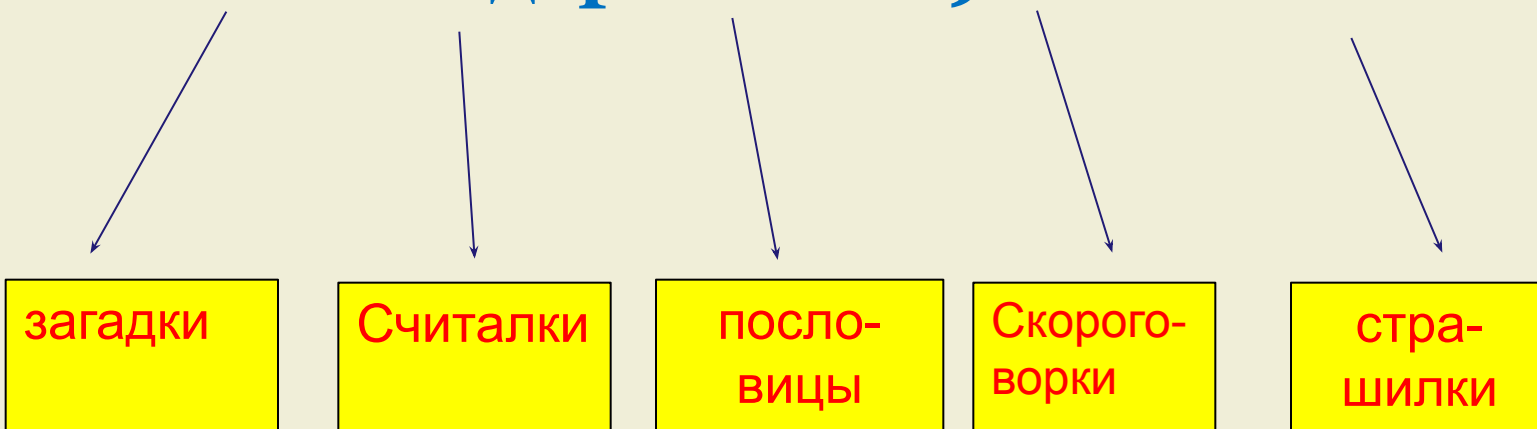 загадки
Считалки
посло-
вицы
Скорого-
ворки
стра-
шилки